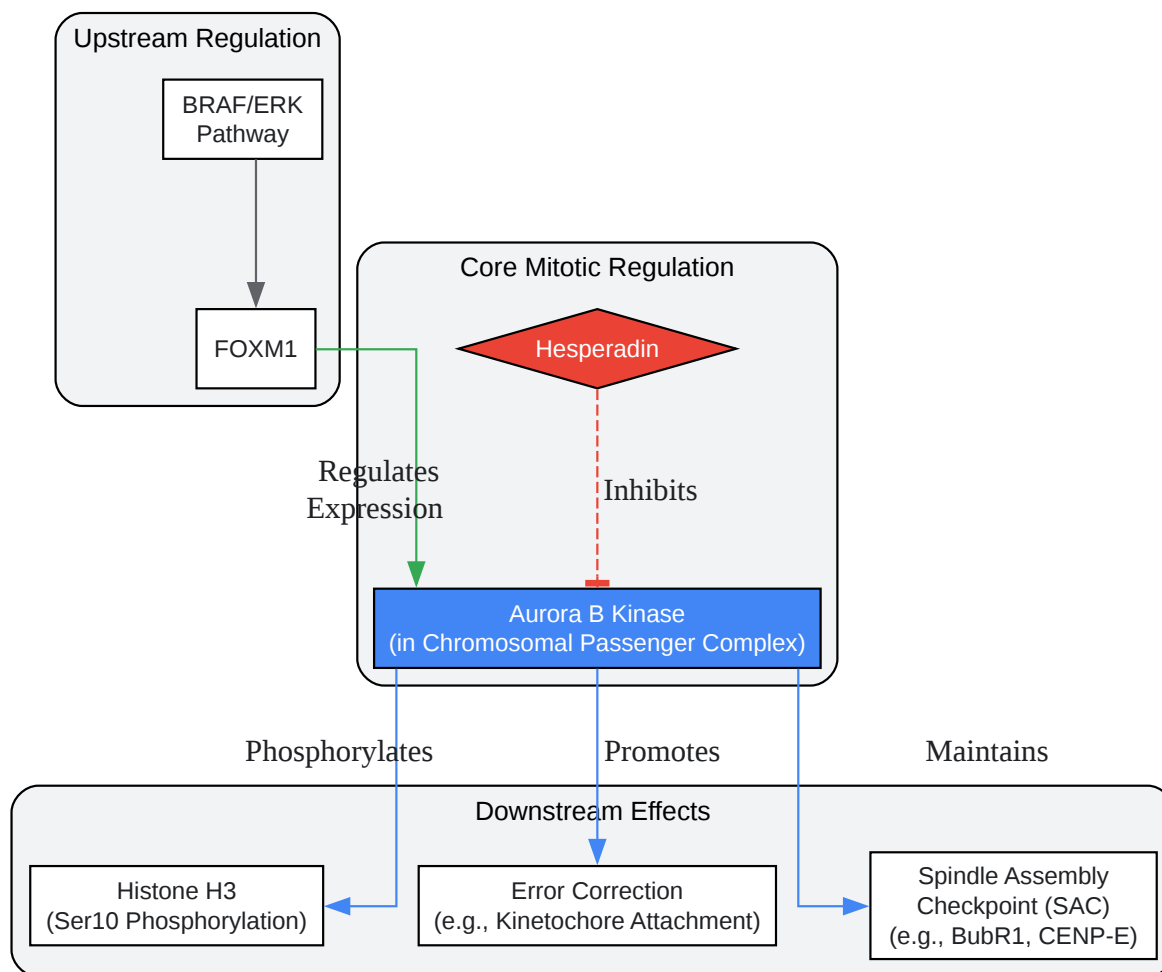 Upstream Regulation
BRAF/ERK
Pathway
FOXM1
Core Mitotic Regulation
Hesperadin
Regulates
Expression
Inhibits
Aurora B Kinase
(in Chromosomal Passenger Complex)
Phosphorylates
Promotes
Maintains
Downstream Effects
Histone H3
(Ser10 Phosphorylation)
Error Correction
(e.g., Kinetochore Attachment)
Spindle Assembly
Checkpoint (SAC)
(e.g., BubR1, CENP-E)